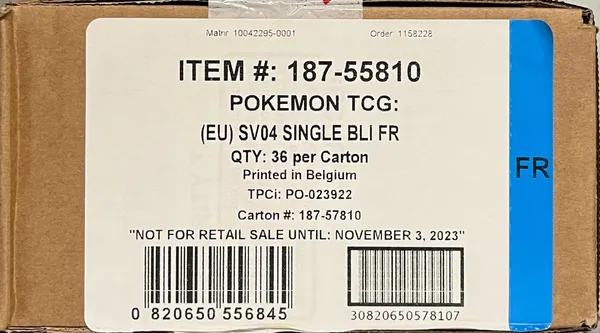 Matnr 10042295-0001 Order: 1158228
ITEM #: 187-55810
POKEMON TCG:
(EU) SV04 SINGLE BLI FR
QTY: 36 per Carton
Printed in Belgium
TPCi: PO-023922
Carton #: 187-57810
"NOT FOR RETAIL SALE UNTIL: NOVEMBER 3, 2023"
FR
0 820650 556845
30820650578107